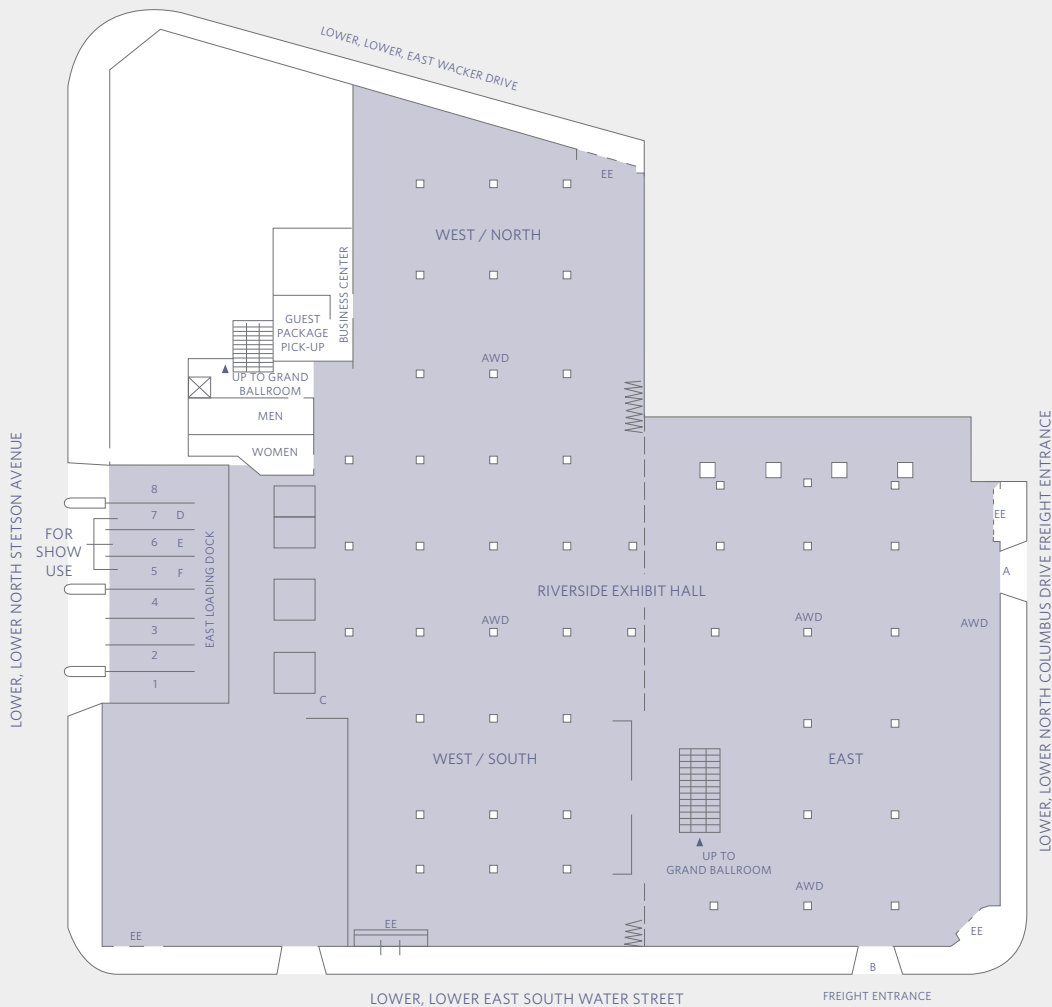 LOWER, LOWER, EAST WACKER DRIVE
EE
WEST / NORTH
BUSINESS CENTER
GUEST
PACKAGE
PICK-UP
AWD
UP TO GRAND
BALLROOM
MEN
WOMEN
LOWER, LOWER NORTH STETSON AVENUE
LOWER, LOWER NORTH COLUMBUS DRIVE FREIGHT ENTRANCE
8
7 D
6 E
5 F
4
3
2
1
FOR
SHOW
USE
EAST LOADING DOCK
EE
A
RIVERSIDE EXHIBIT HALL
AWD
AWD
AWD
C
WEST / SOUTH
EAST
UP TO
GRAND BALLROOM
AWD
EE
EE
EE
B
LOWER, LOWER EAST SOUTH WATER STREET
FREIGHT ENTRANCE